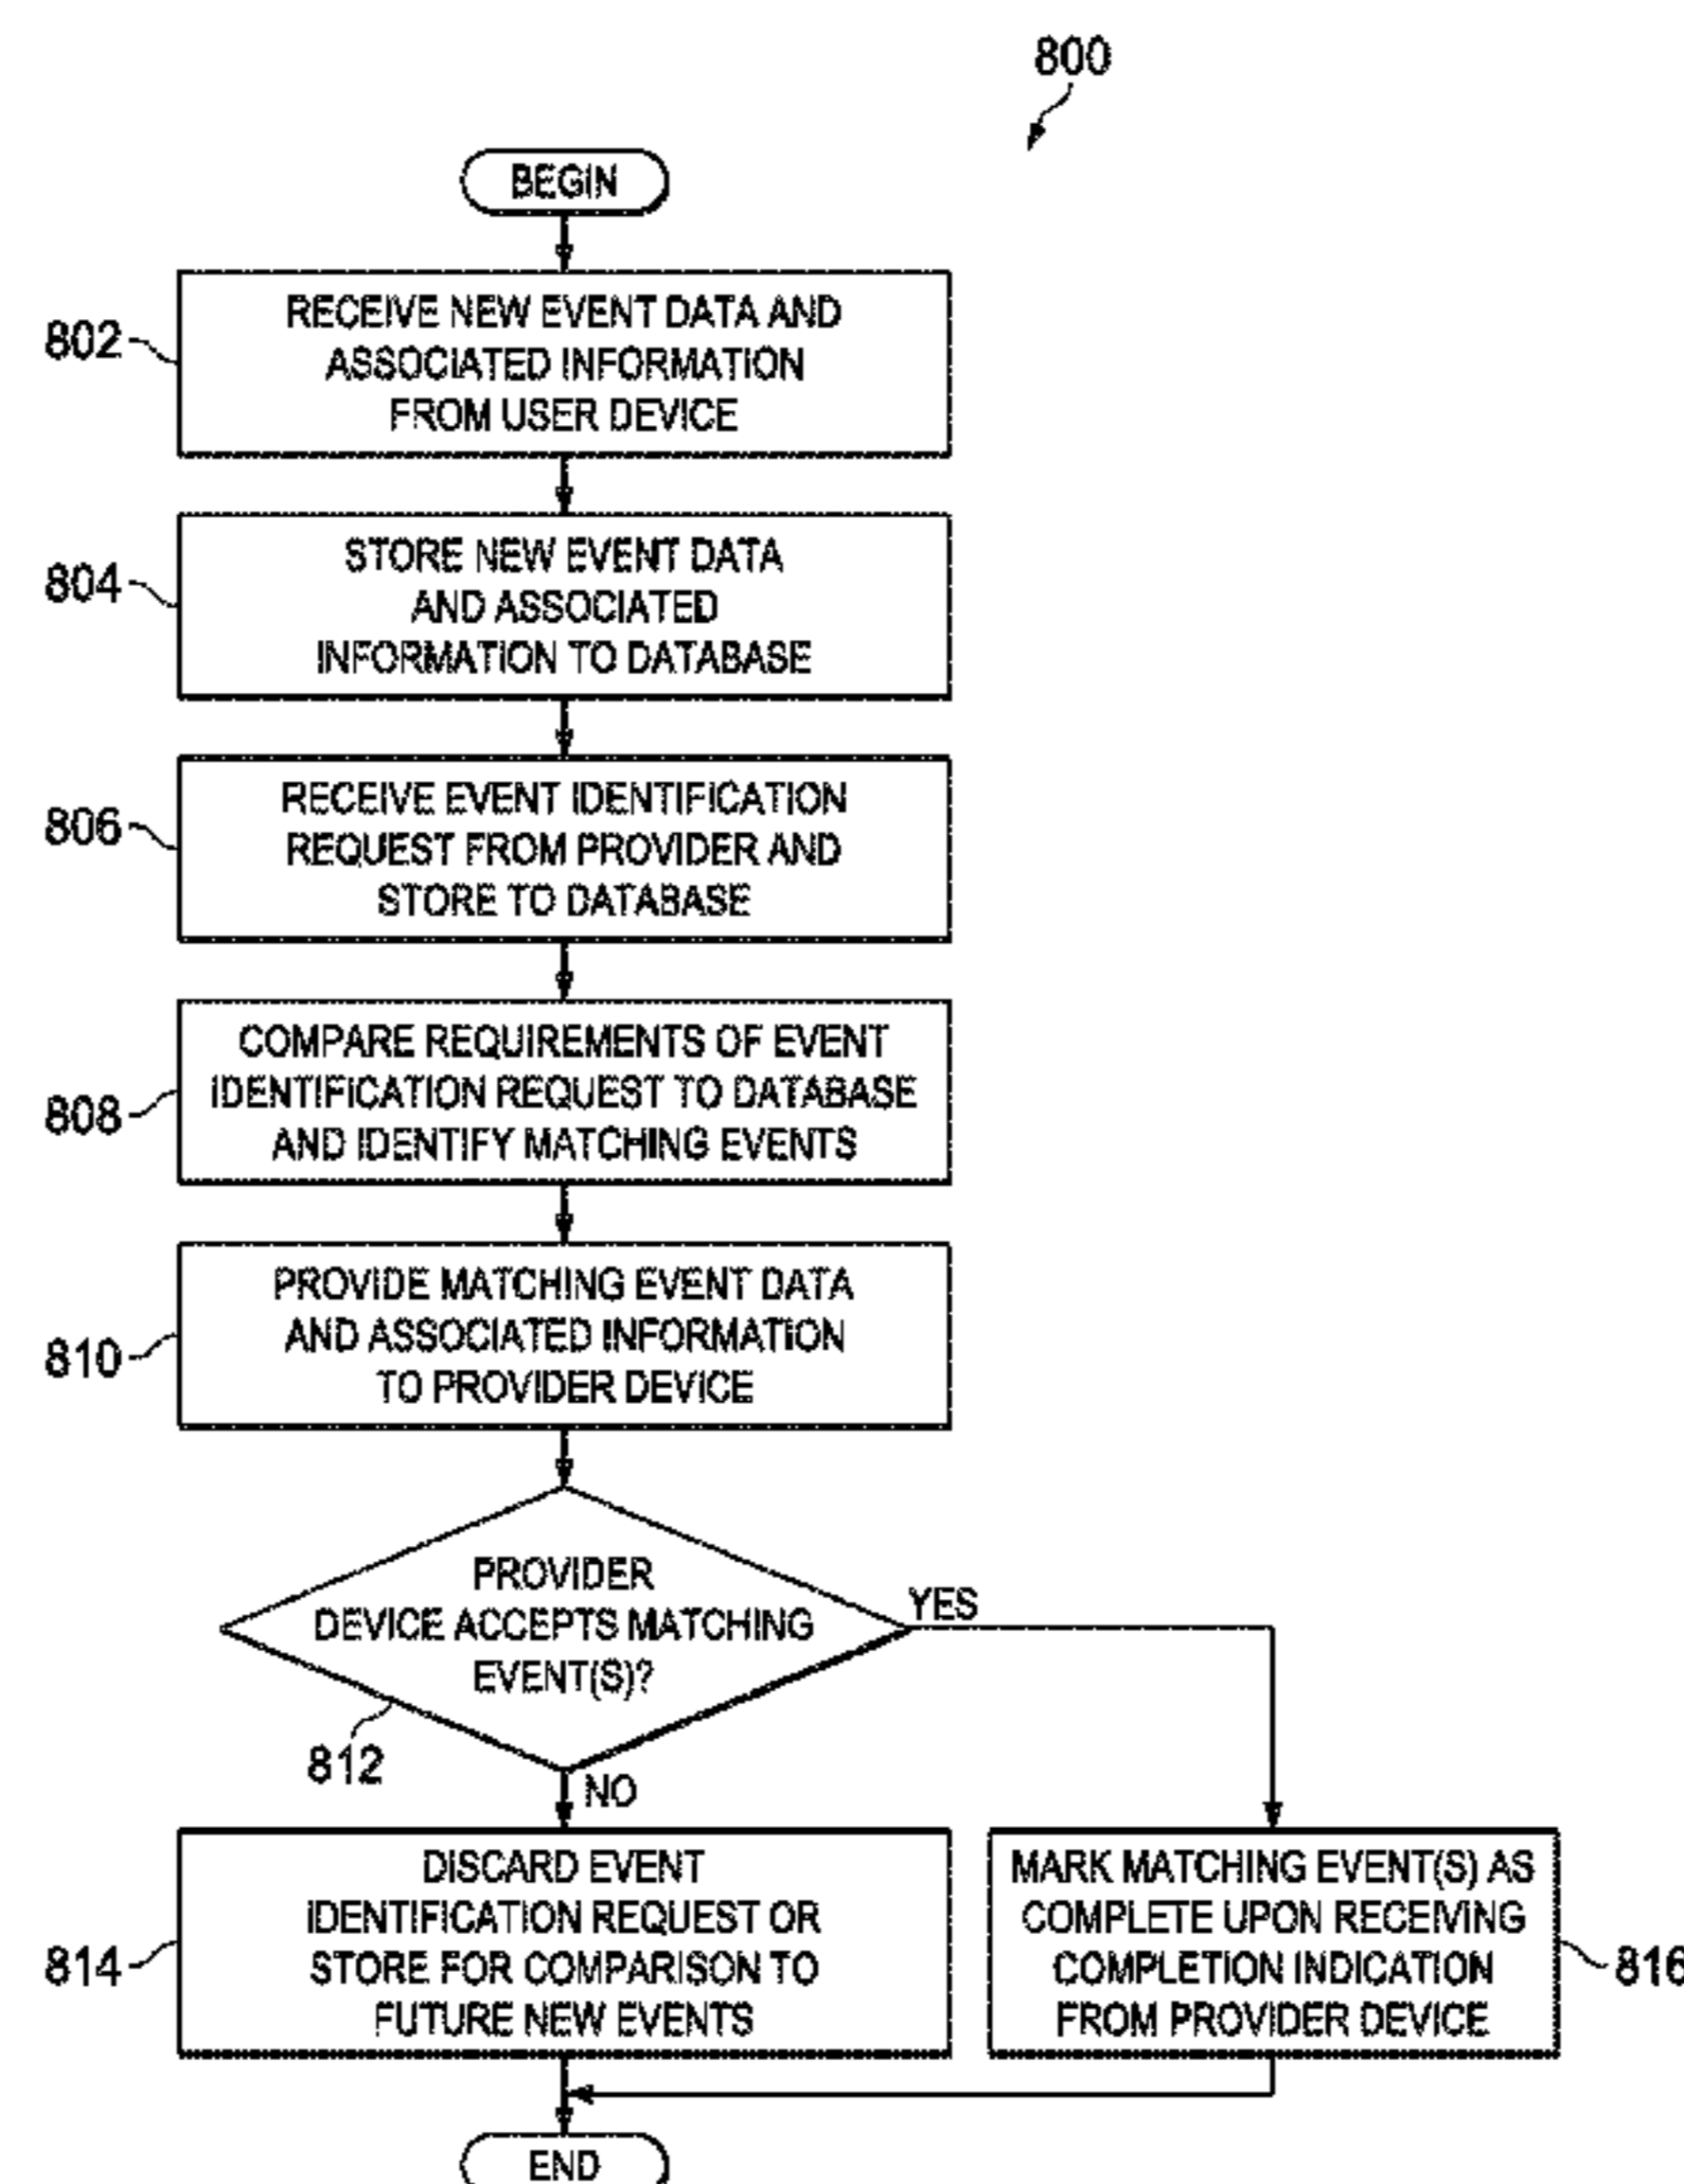 800
BEGIN
802
RECEIVE NEW EVENT DATA AND
ASSOCIATED INFORMATION
FROM USER DEVICE
804
STORE NEW EVENT DATA
AND ASSOCIATED
INFORMATION TO DATABASE
806
RECEIVE EVENT IDENTIFICATION
REQUEST FROM PROVIDER AND
STORE TO DATABASE
808
COMPARE REQUIREMENTS OF EVENT
IDENTIFICATION REQUEST TO DATABASE
AND IDENTIFY MATCHING EVENTS
810
PROVIDE MATCHING EVENT DATA
AND ASSOCIATED INFORMATION
TO PROVIDER DEVICE
PROVIDER
DEVICE ACCEPTS MATCHING
EVENT(S)?
YES
812
NO
814
DISCARD EVENT
IDENTIFICATION REQUEST OR
STORE FOR COMPARISON TO
FUTURE NEW EVENTS
MARK MATCHING EVENT(S) AS
COMPLETE UPON RECEIVING
COMPLETION INDICATION
FROM PROVIDER DEVICE
816
END